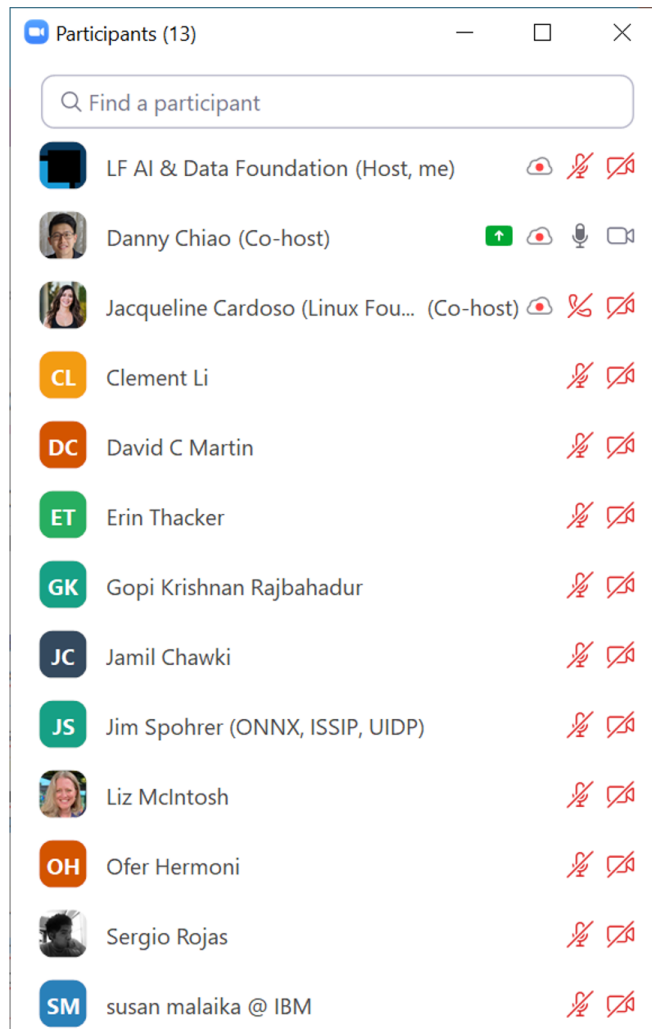 Participants (13)
Find a participant
LF AI & Data Foundation (Host, me)
Danny Chiao (Co-host)
Jacqueline Cardoso (Linux Fou... (Co-host)
CL Clement Li
DC David C Martin
ET Erin Thacker
GK Gopi Krishnan Rajbahadur
JC Jamil Chawki
JS Jim Spohrer (ONNX, ISSIP, UIDP)
Liz McIntosh
OH Ofer Hermoni
Sergio Rojas
SM susan malaika @ IBM